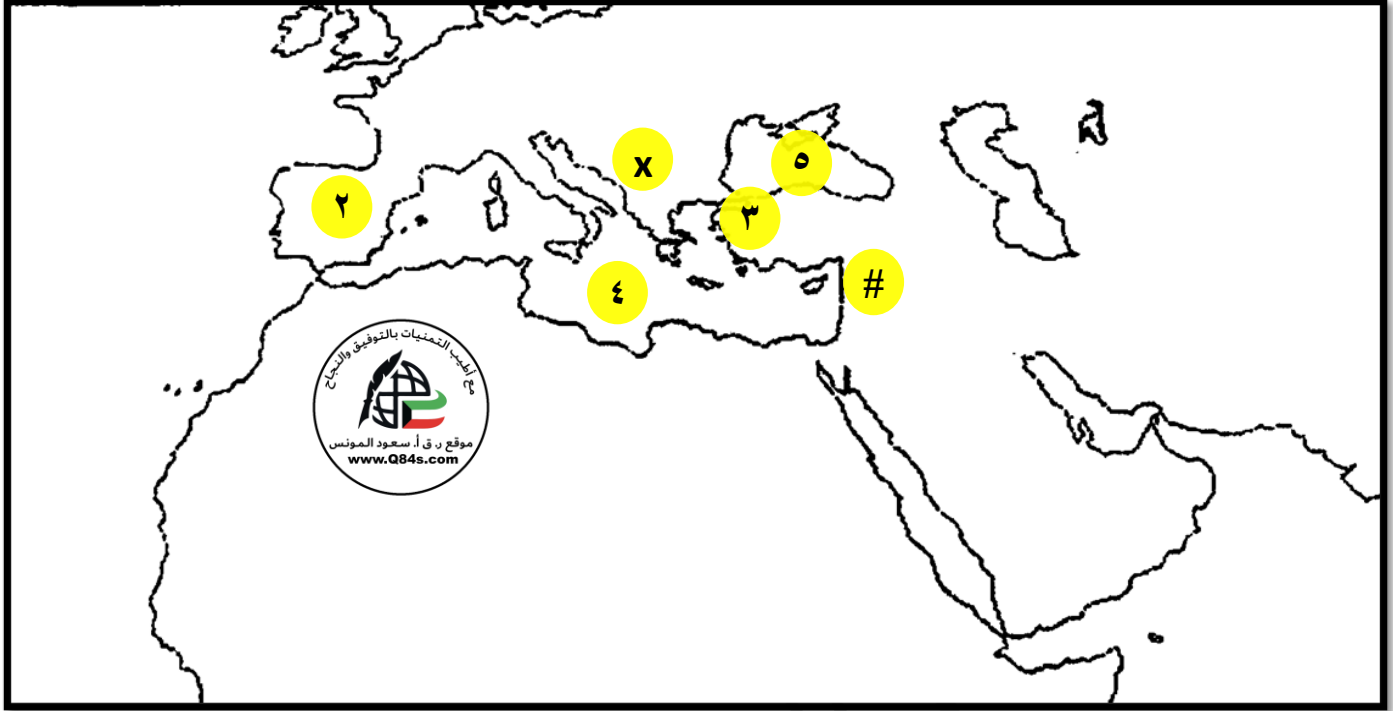 x
٥
٢
٣
#
٤
مع أطيب التمنيات بالتوفيق والنجاح
موقع ر. ق أ. سعود المونس
www.Q84s.com